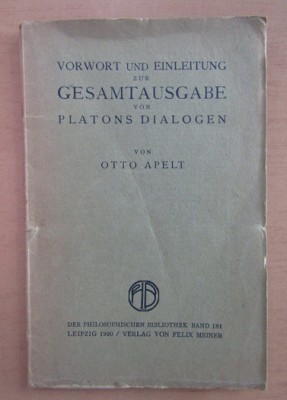 VORWORT UND EINLEITUNG
ZUR
GESAMTAUSGABE
VON
PLATONS DIALOGEN
VON
OTTO APELT
DER PHILOSOPHISCHEN BIBLIOTHEK BAND 181
LEIPZIG 1920 / VERLAG VON FELIX MEINER